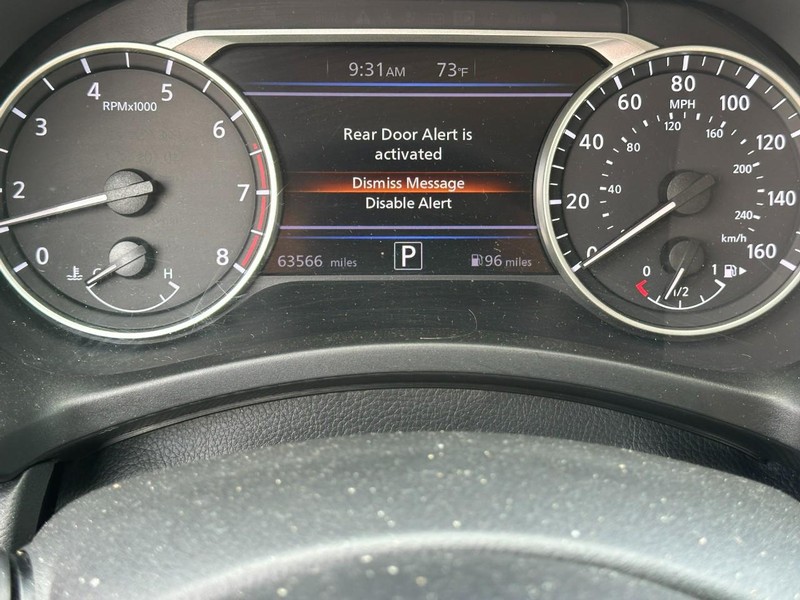 9:31AM 73°F
Rear Door Alert is
activated
Dismiss Message
Disable Alert
63566 miles P 96 miles
0 2 3 4 5 6 7 8
RPMx1000
C H
0 20 40 60 80 100 120 140 160
MPH
40 80 120 160 200 240
km/h
0 1/2 1